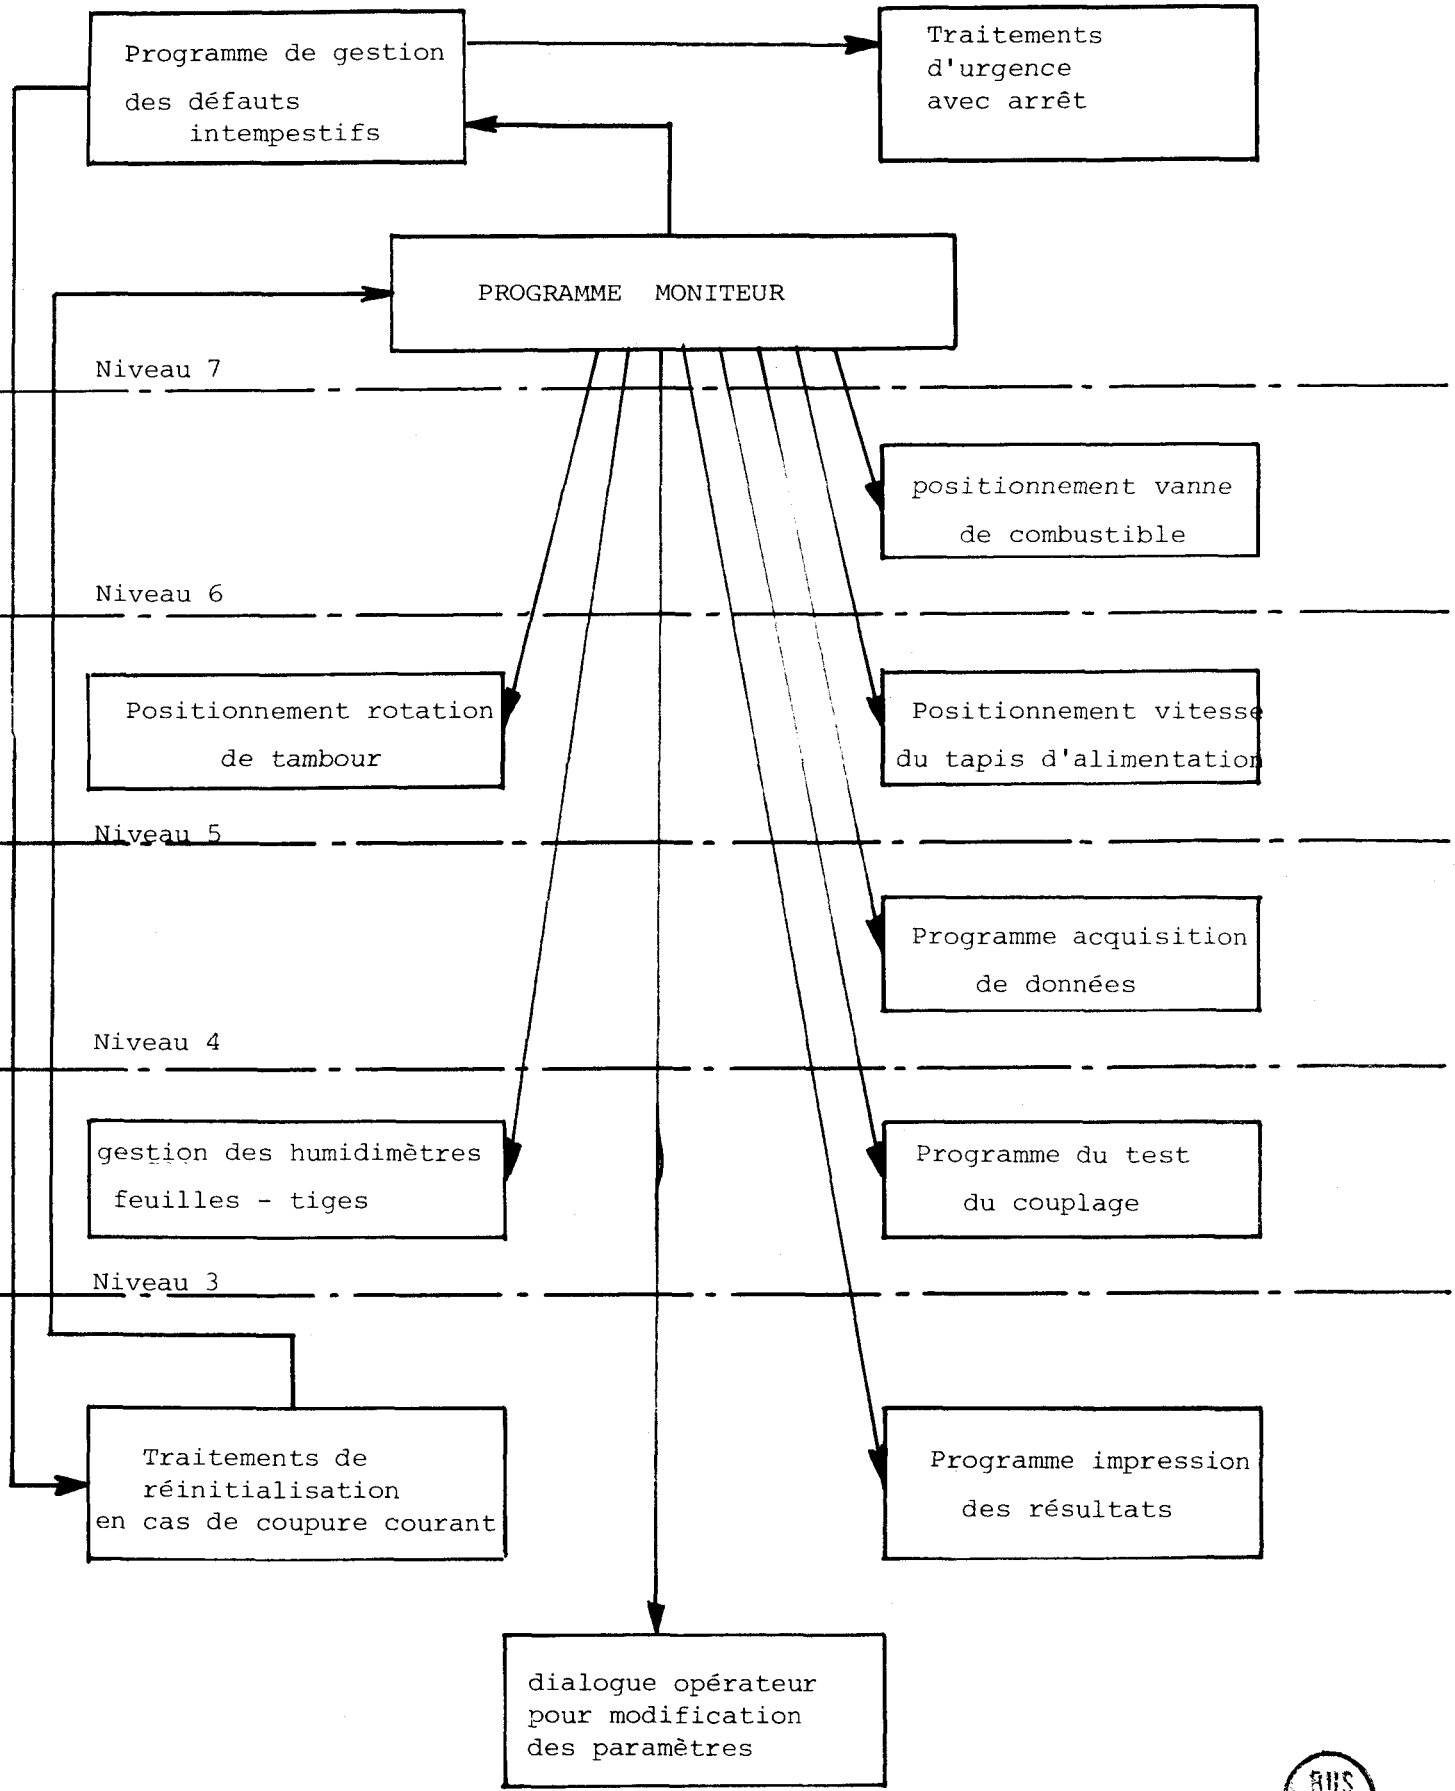 Programme de gestion
des défauts
intempestifs
Traitements
d'urgence
avec arrêt
PROGRAMME MONITEUR
Niveau 7
positionnement vanne
de combustible
Niveau 6
Positionnement rotation
de tambour
Positionnement vitesse
du tapis d'alimentation
Niveau 5
Programme acquisition
de données
Niveau 4
gestion des humidimètres
feuilles - tiges
Programme du test
du couplage
Niveau 3
Traitements de
réinitialisation
en cas de coupure courant
Programme impression
des résultats
dialogue opérateur
pour modification
des paramètres
BUS